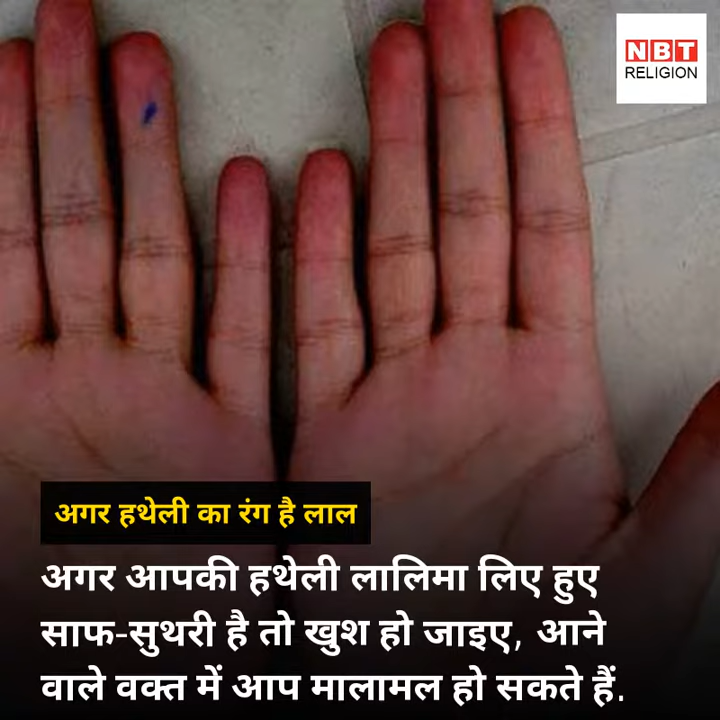 NBT
RELIGION
अगर हथेली का रंग है लाल
अगर आपकी हथेली लालिमा लिए हुए
साफ-सुथरी है तो खुश हो जाइए, आने
वाले वक्त में आप मालामल हो सकते हैं.